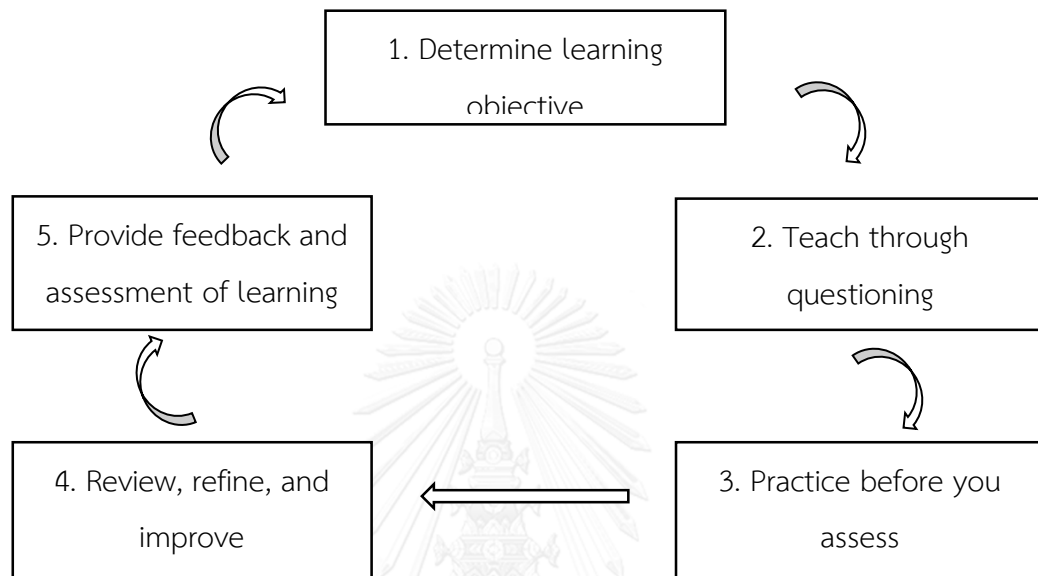 1. Determine learning
objective
2. Teach through
questioning
3. Practice before you
assess
4. Review, refine, and
improve
5. Provide feedback and
assessment of learning